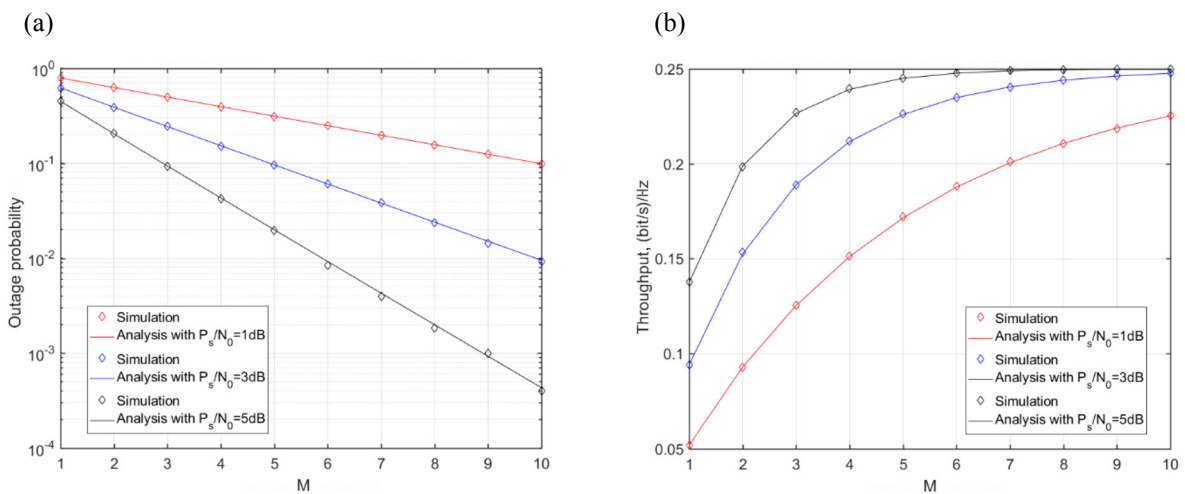 (a)
10^0
10^-1
10^-2
10^-3
10^-4
Outage probability
Simulation
Analysis with P_s/N_0=1dB
Simulation
Analysis with P_s/N_0=3dB
Simulation
Analysis with P_s/N_0=5dB
1 2 3 4 5 6 7 8 9 10
M
(b)
0.25
0.2
0.15
0.1
0.05
Throughput, (bit/s)/Hz
Simulation
Analysis with P_s/N_0=1dB
Simulation
Analysis with P_s/N_0=3dB
Simulation
Analysis with P_s/N_0=5dB
1 2 3 4 5 6 7 8 9 10
M